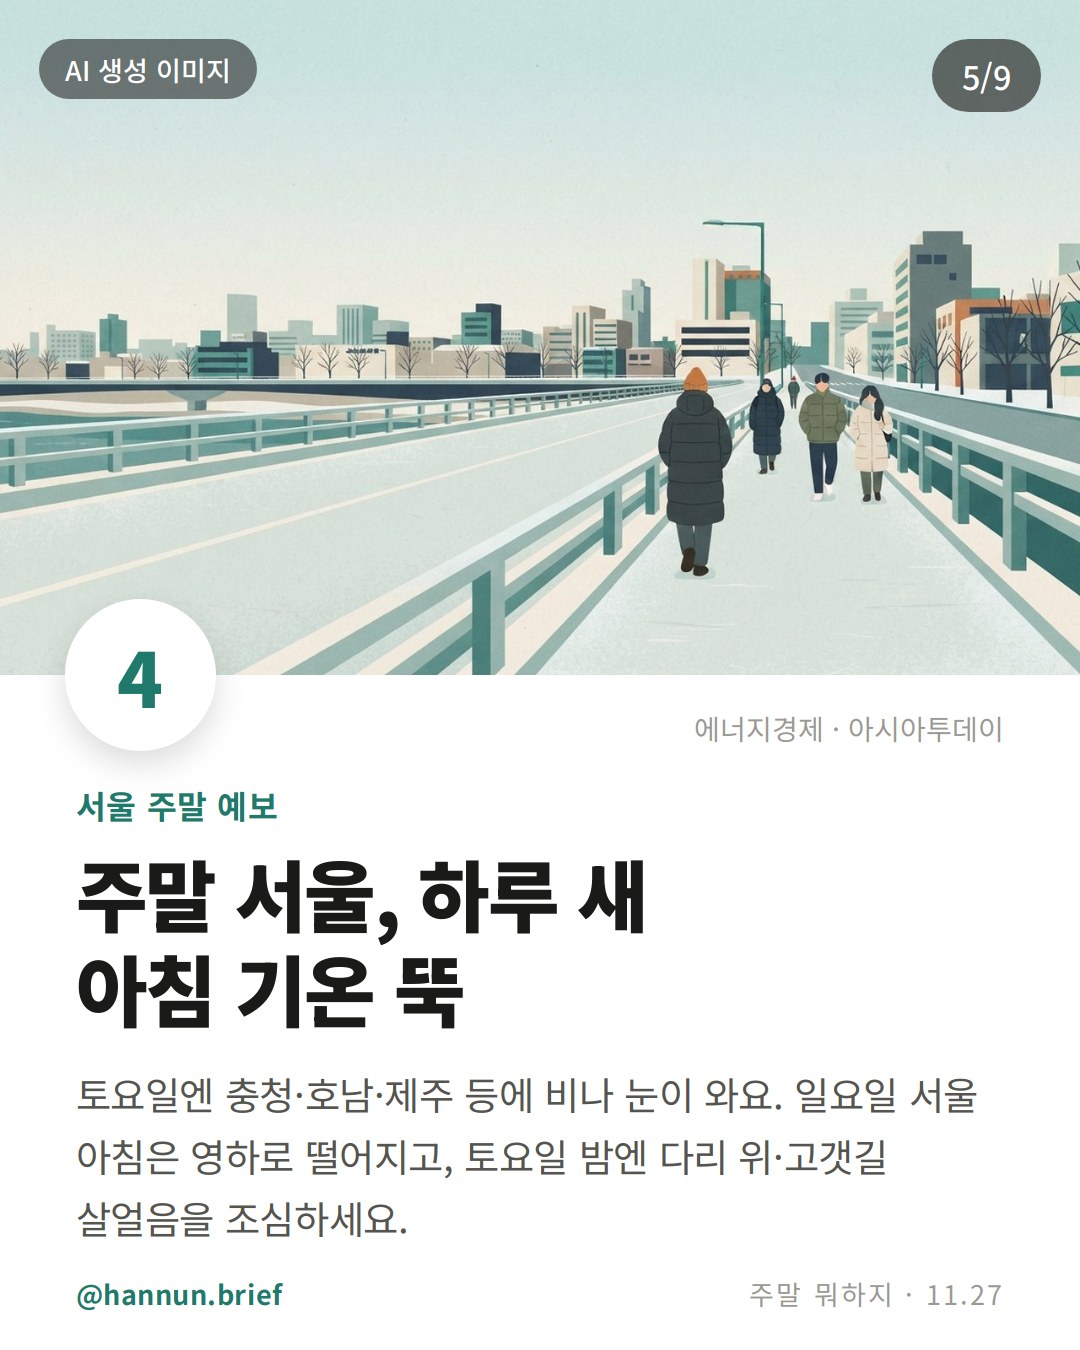 AI 생성 이미지
5/9
4
에너지경제 · 아시아투데이
서울 주말 예보
주말 서울, 하루 새
아침 기온 뚝
토요일엔 충청·호남·제주 등에 비나 눈이 와요. 일요일 서울
아침은 영하로 떨어지고, 토요일 밤엔 다리 위·고갯길
살얼음을 조심하세요.
@hannun.brief
주말 뭐하지 · 11.27